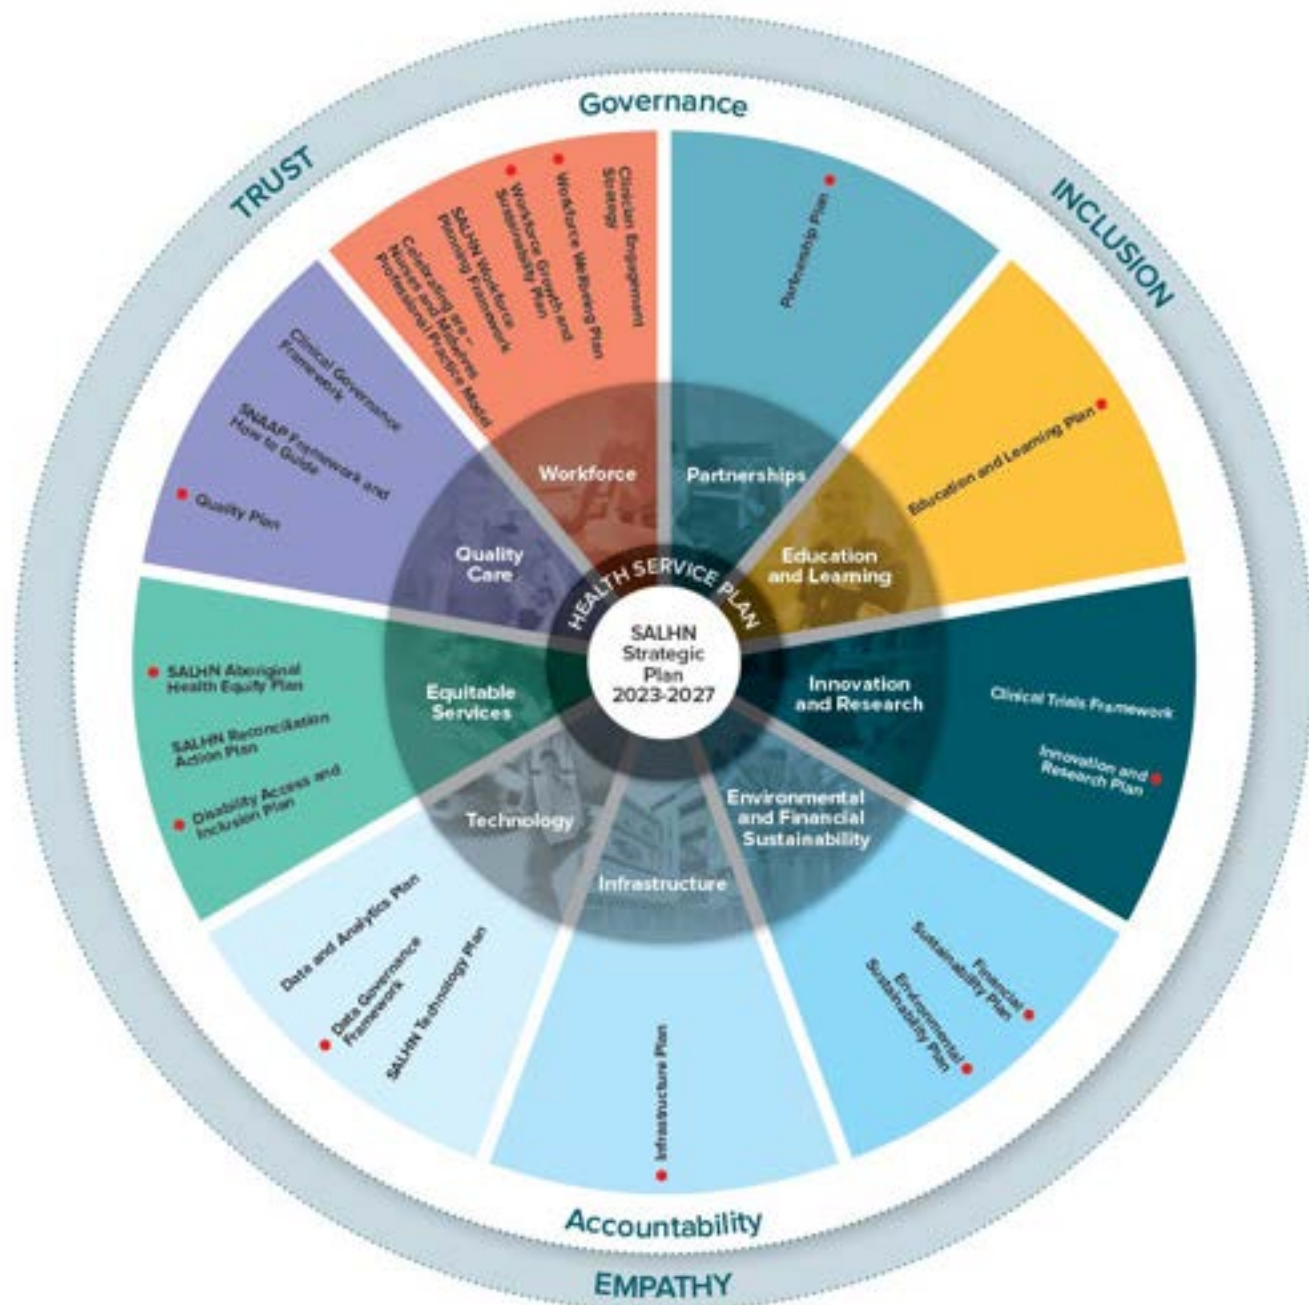 Governance
TRUST
INCLUSION
Clinician Engagement
Strategy
Workforce Wellbeing Plan
Workforce Growth and
Sustainability Plan
SALHN Workforce
Planning Framework
Celebrating are –
Nurses and Midwives
Professional Practice Model
Workforce
Partnership Plan
Partnerships
Education and Learning Plan
Education
and Learning
Clinical Trials Framework
Innovation and
Research Plan
Innovation
and Research
Financial
Sustainability Plan
Environmental
Sustainability Plan
Environmental
and Financial
Sustainability
Infrastructure Plan
Infrastructure
Data and Analytics Plan
Data Governance
Framework
SALHN Technology Plan
Technology
SALHN Aboriginal
Health Equity Plan
SALHN Reconciliation
Action Plan
Disability Access and
Inclusion Plan
Equitable
Services
Clinical Governance
Framework
SNAAP Framework and
How to Guide
Quality Plan
Quality
Care
HEALTH SERVICE PLAN
SALHN
Strategic
Plan
2023-2027
Accountability
EMPATHY